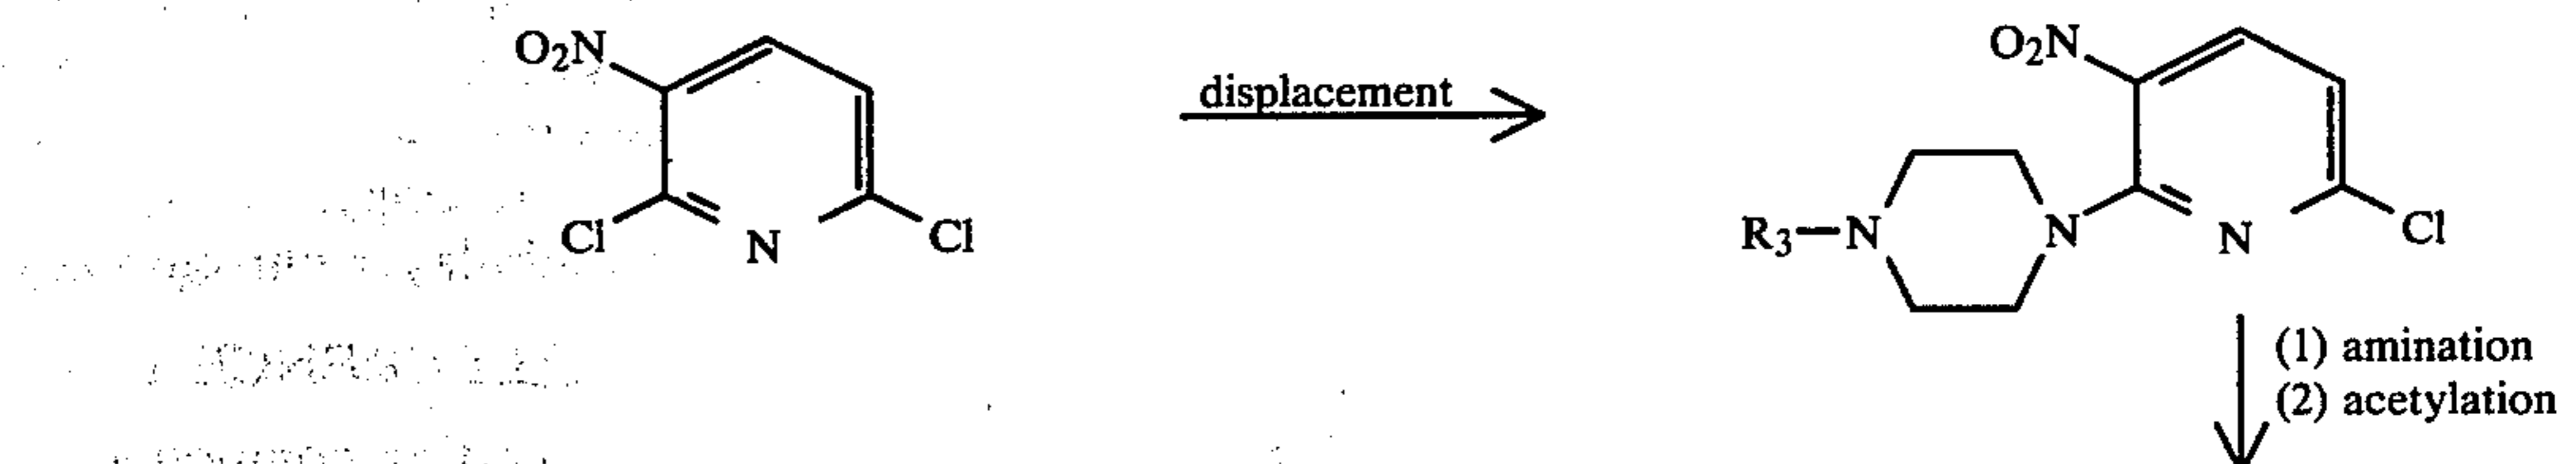 O₂N
Cl
N
Cl
displacement
O₂N
R₃
N
N
N
Cl
(1) amination
(2) acetylation